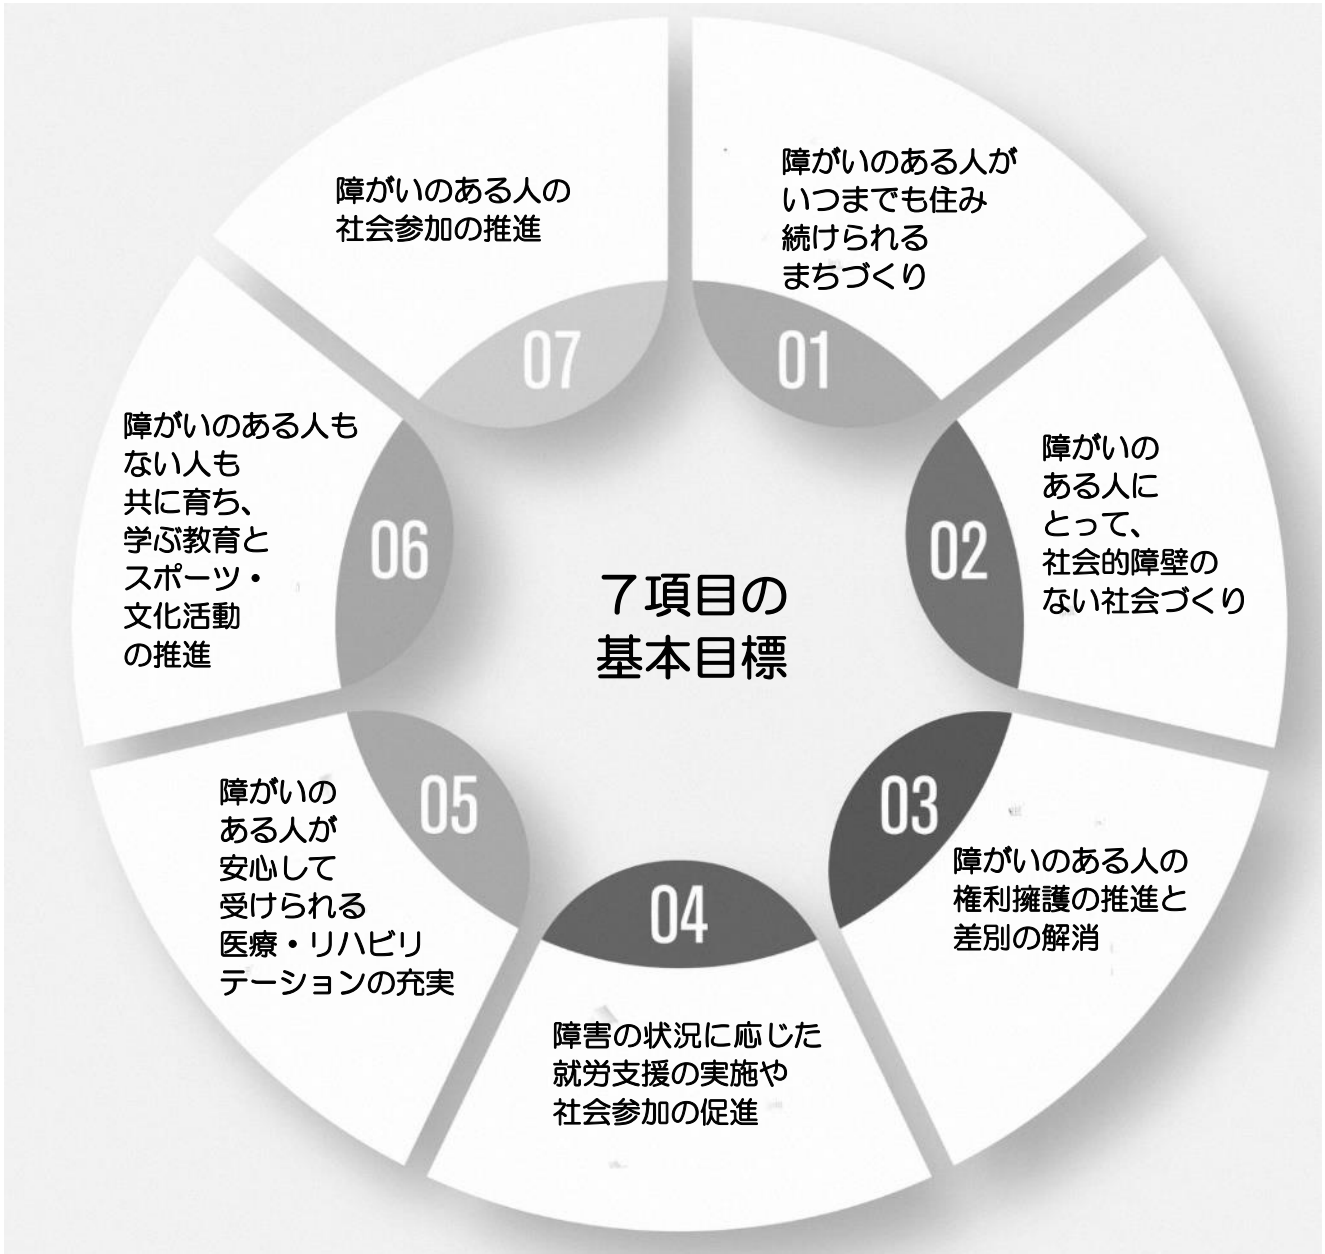 ７項目の
基本目標
01
障がいのある人が
いつまでも住み
続けられる
まちづくり
02
障がいの
ある人に
とって、
社会的障壁の
ない社会づくり
03
障がいのある人の
権利擁護の推進と
差別の解消
04
障害の状況に応じた
就労支援の実施や
社会参加の促進
05
障がいの
ある人が
安心して
受けられる
医療・リハビリ
テーションの充実
06
障がいのある人も
ない人も
共に育ち、
学ぶ教育と
スポーツ・
文化活動
の推進
07
障がいのある人の
社会参加の推進